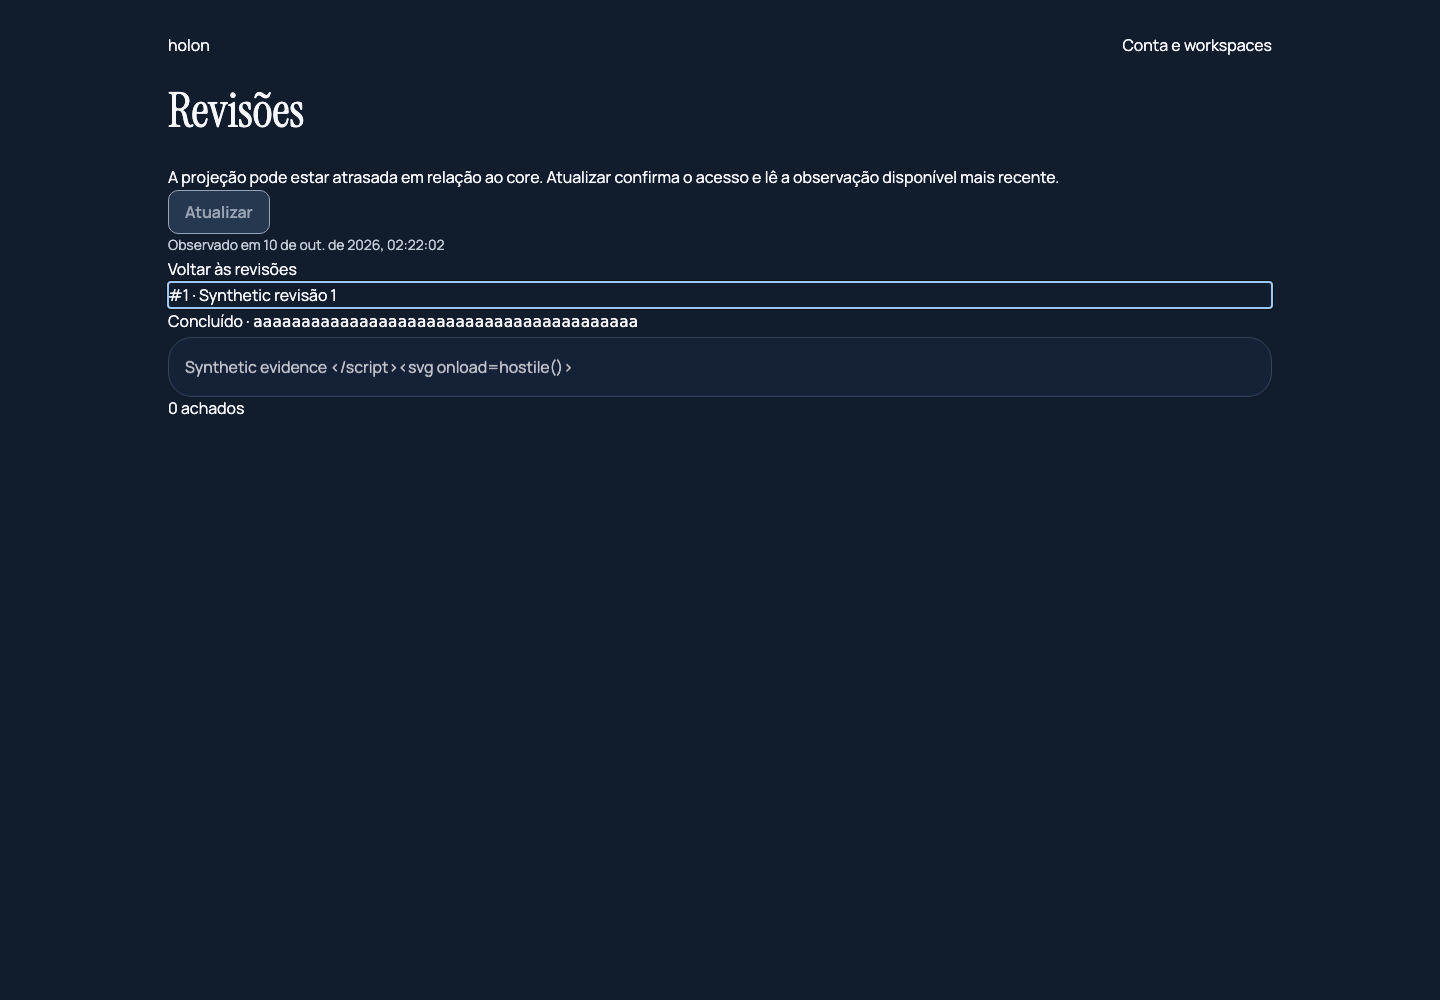 holon
Conta e workspaces
Revisões
A projeção pode estar atrasada em relação ao core. Atualizar confirma o acesso e lê a observação disponível mais recente.
Atualizar
Observado em 10 de out. de 2026, 02:22:02
Voltar às revisões
#1 · Synthetic revisão 1
Concluído · aaaaaaaaaaaaaaaaaaaaaaaaaaaaaaaaaaaaaaaa
Synthetic evidence </script><svg onload=hostile()>
0 achados